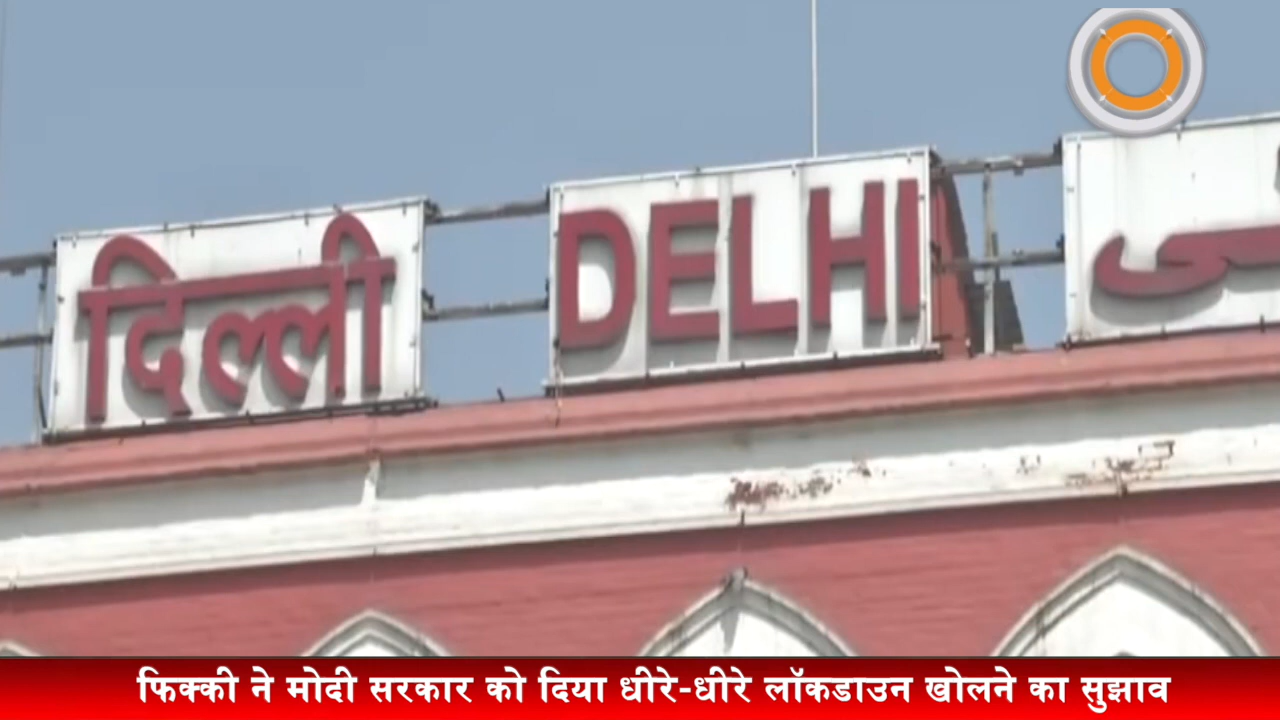 दिल्ली
DELHI
फिक्की ने मोदी सरकार को दिया धीरे-धीरे लॉकडाउन खोलने का सुझाव